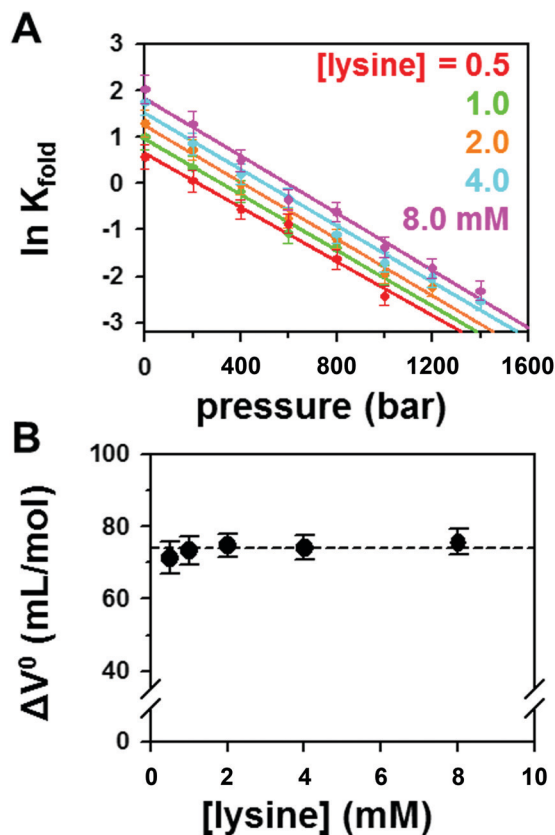 A
3
2
1
0
-1
-2
-3
ln K_fold
[lysine] = 0.5
1.0
2.0
4.0
8.0 mM
0 400 800 1200 1600
pressure (bar)
B
100
80
60
40
0
ΔV⁰ (mL/mol)
0 2 4 6 8 10
[lysine] (mM)